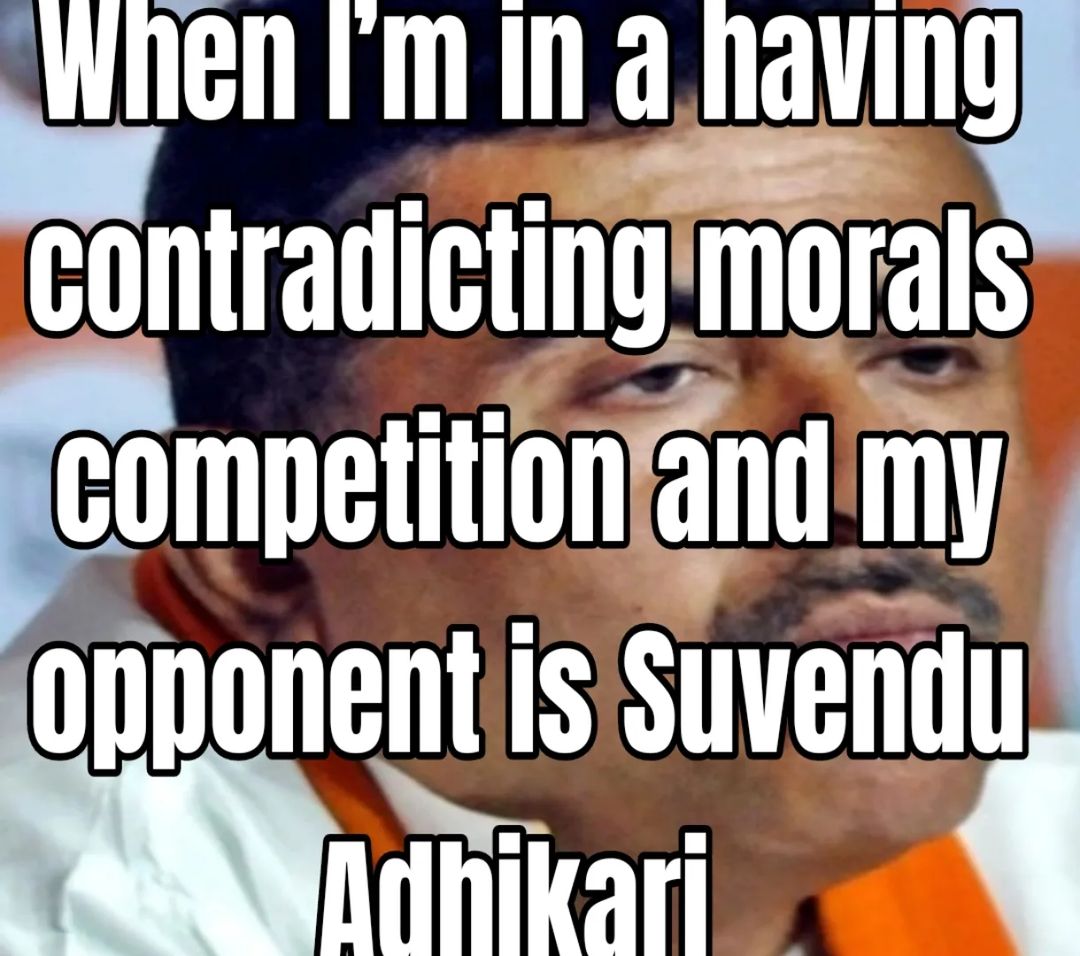 When I’m in a having
contradicting morals
competition and my
opponent is Suvendu
Adhikari